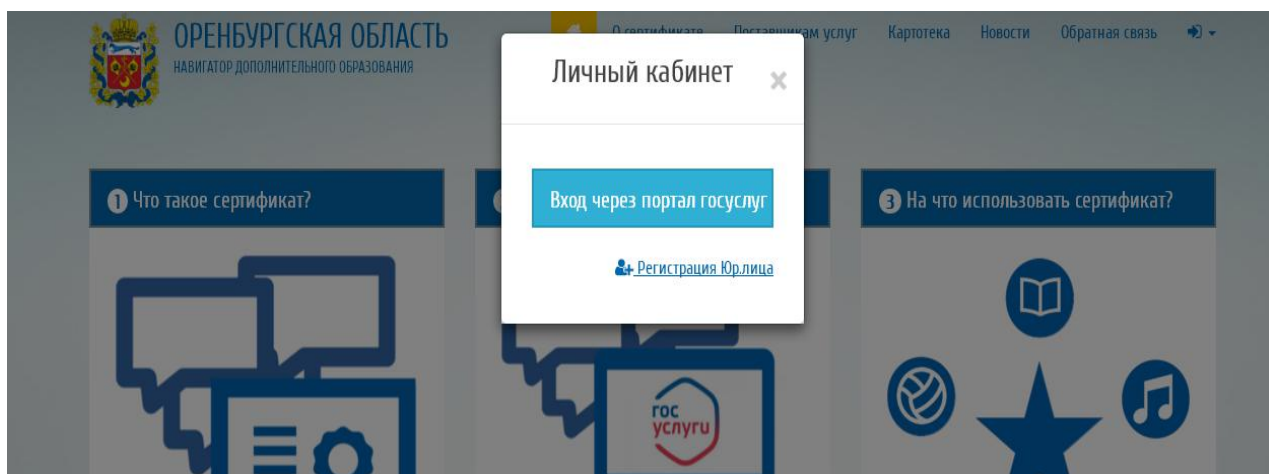 ОРЕНБУРГСКАЯ ОБЛАСТЬ
НАВИГАТОР ДОПОЛНИТЕЛЬНОГО ОБРАЗОВАНИЯ
О сертификате Поставщикам услуг Картотека Новости Обратная связь
Личный кабинет ×
Вход через портал госуслуг
Регистрация Юр.лица
1 Что такое сертификат?
3 На что использовать сертификат?
гос
услуги